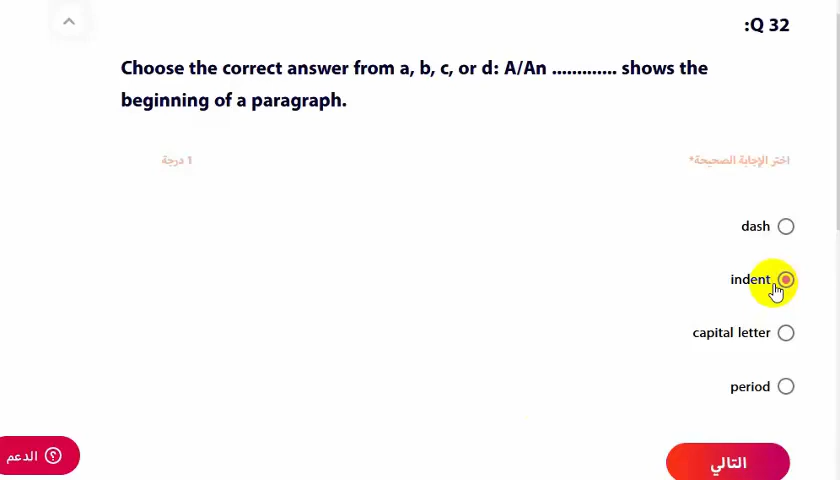 :Q 32
Choose the correct answer from a, b, c, or d: A/An ............. shows the
beginning of a paragraph.
اختر الإجابة الصحيحة*
1 درجة
dash
indent
capital letter
period
الدعم
التالي